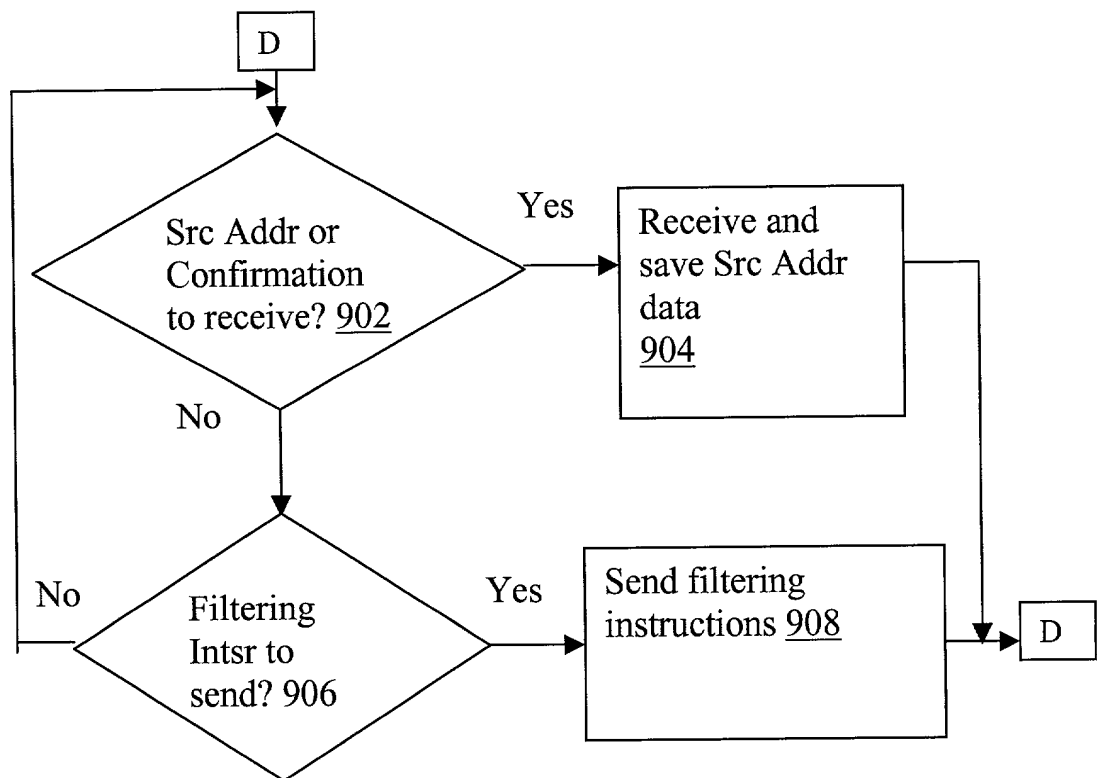 D
Src Addr or
Confirmation
to receive? 902
Yes
Receive and
save Src Addr
data
904
No
No
Filtering
Intsr to
send? 906
Yes
Send filtering
instructions 908
D